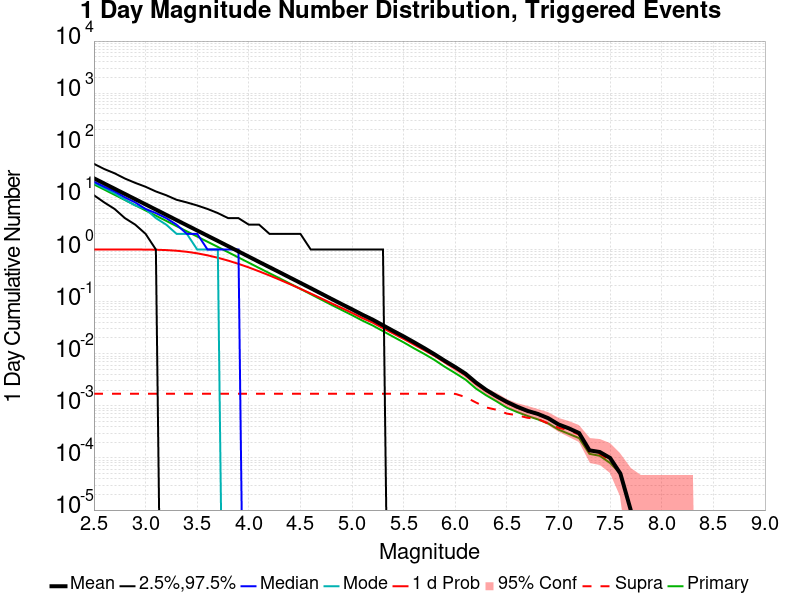 1 Day Magnitude Number Distribution, Triggered Events
10^4
10^3
10^2
10^1
10^0
10^-1
10^-2
10^-3
10^-4
10^-5
1 Day Cumulative Number
2.5 3.0 3.5 4.0 4.5 5.0 5.5 6.0 6.5 7.0 7.5 8.0 8.5 9.0
Magnitude
Mean 2.5%,97.5% Median Mode 1 d Prob 95% Conf Supra Primary